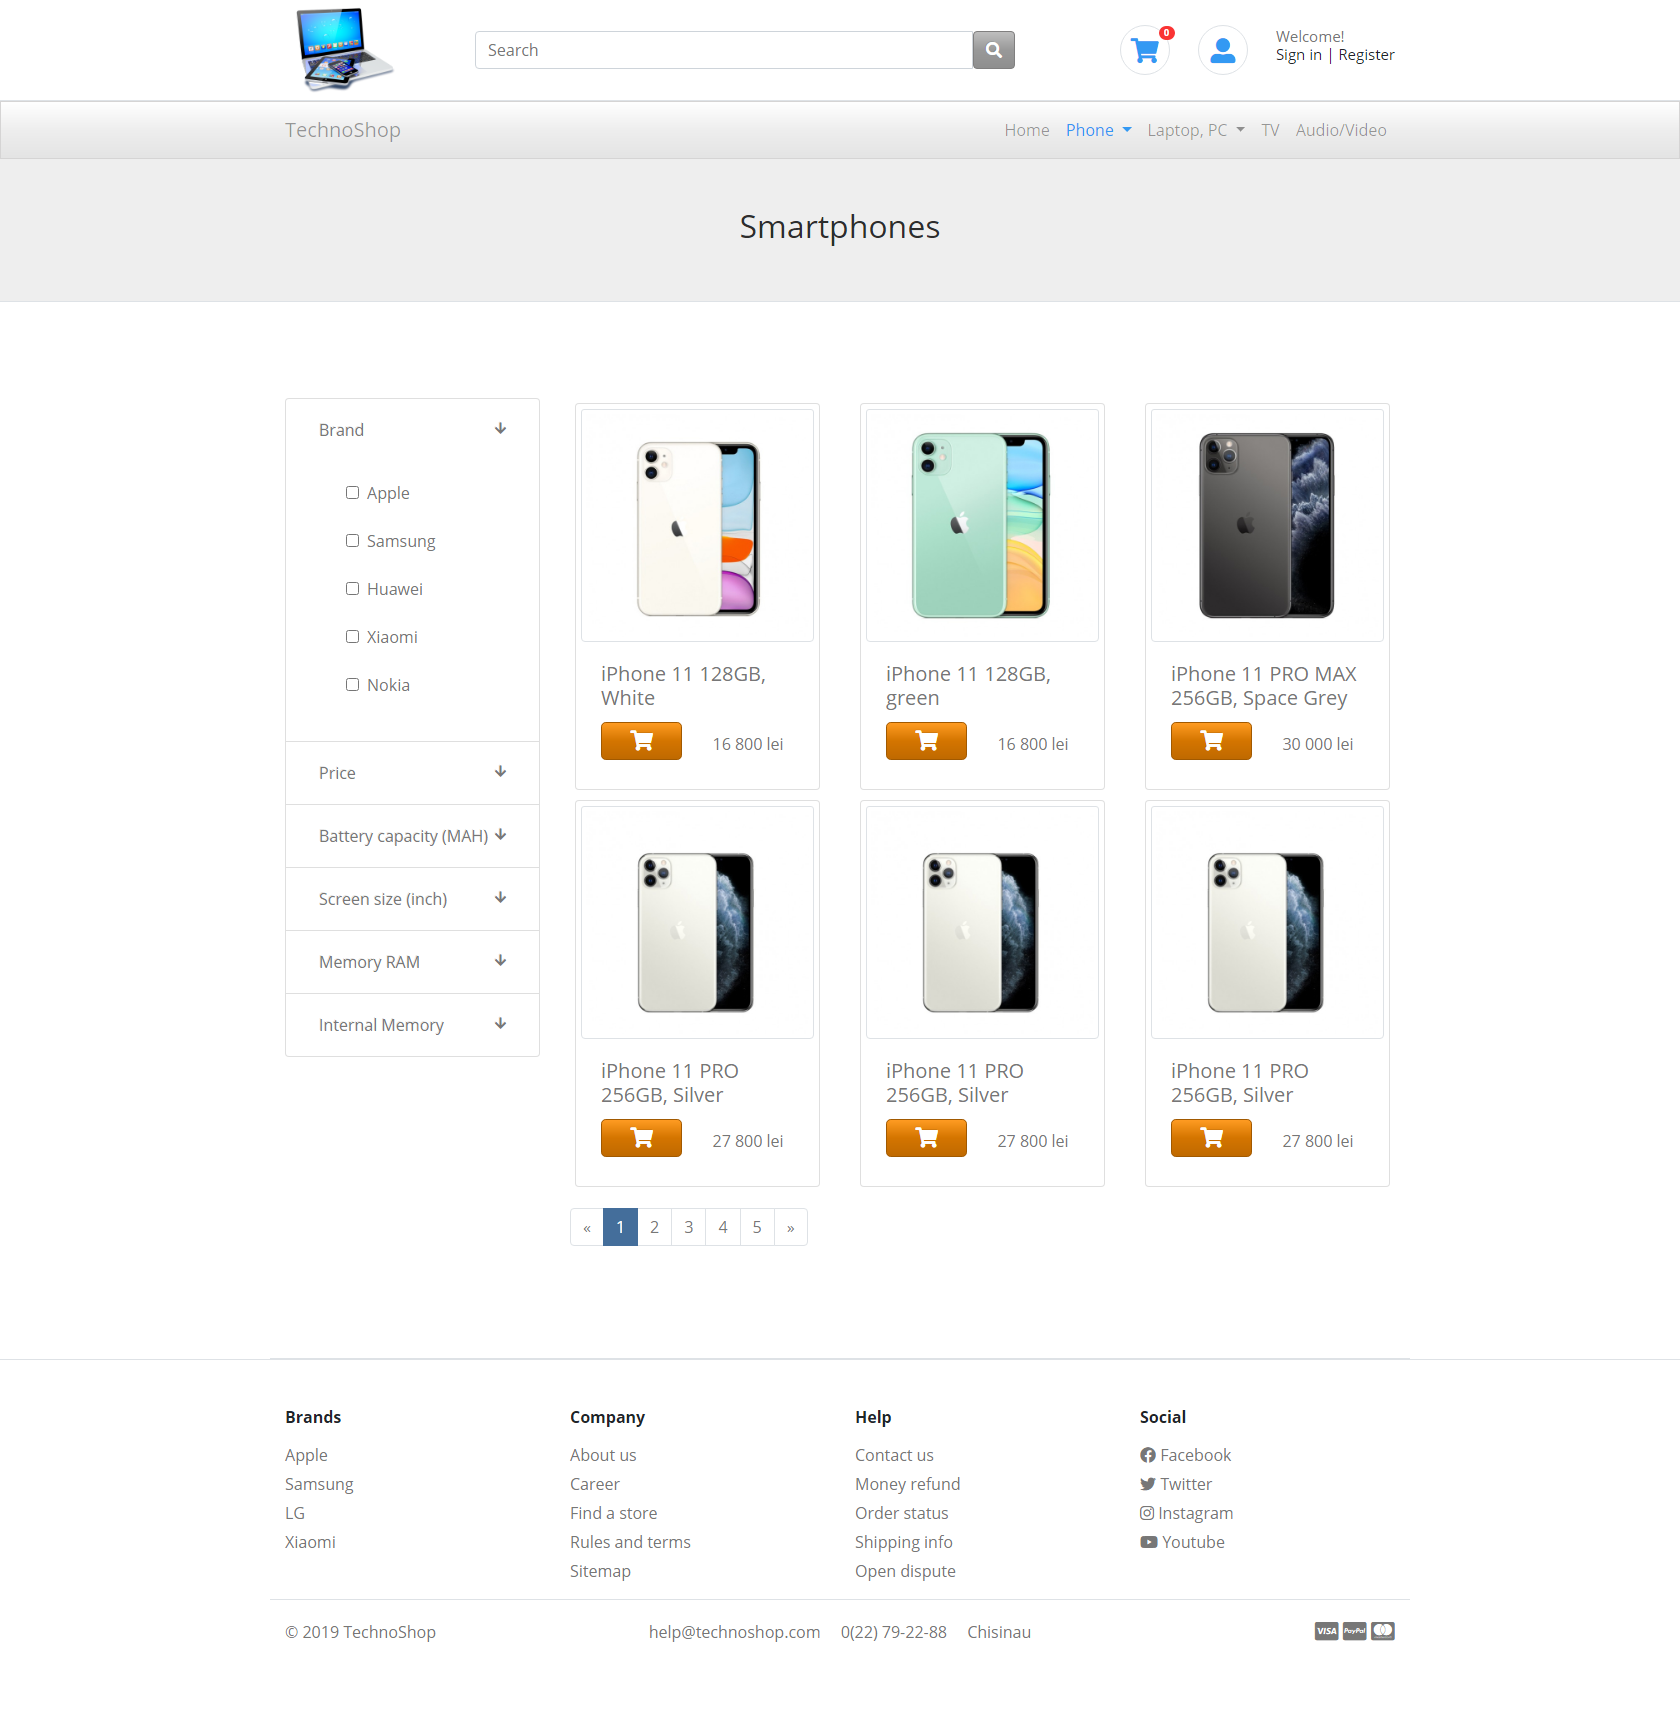 Search
0
Welcome!
Sign in | Register
TechnoShop
Home
Phone
Laptop, PC
TV
Audio/Video
Smartphones
Brand
Apple
Samsung
Huawei
Xiaomi
Nokia
Price
Battery capacity (MAH)
Screen size (inch)
Memory RAM
Internal Memory
iPhone 11 128GB,
White
16 800 lei
iPhone 11 128GB,
green
16 800 lei
iPhone 11 PRO MAX
256GB, Space Grey
30 000 lei
iPhone 11 PRO
256GB, Silver
27 800 lei
iPhone 11 PRO
256GB, Silver
27 800 lei
iPhone 11 PRO
256GB, Silver
27 800 lei
« 1 2 3 4 5 »
Brands
Apple
Samsung
LG
Xiaomi
Company
About us
Career
Find a store
Rules and terms
Sitemap
Help
Contact us
Money refund
Order status
Shipping info
Open dispute
Social
Facebook
Twitter
Instagram
Youtube
© 2019 TechnoShop
help@technoshop.com 0(22) 79-22-88 Chisinau
VISA PayPal